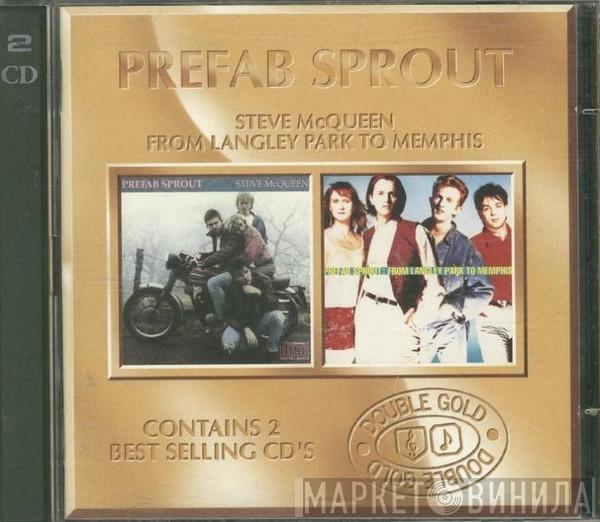 2
CD
PREFAB SPROUT
STEVE McQUEEN
FROM LANGLEY PARK TO MEMPHIS
PREFAB SPROUT STEVE McQUEEN
PREFAB SPROUT: FROM LANGLEY PARK TO MEMPHIS
CONTAINS 2
BEST SELLING CD'S
DOUBLE GOLD
DOUBLE GOLD
МАРКЕТ ВИНИЛА